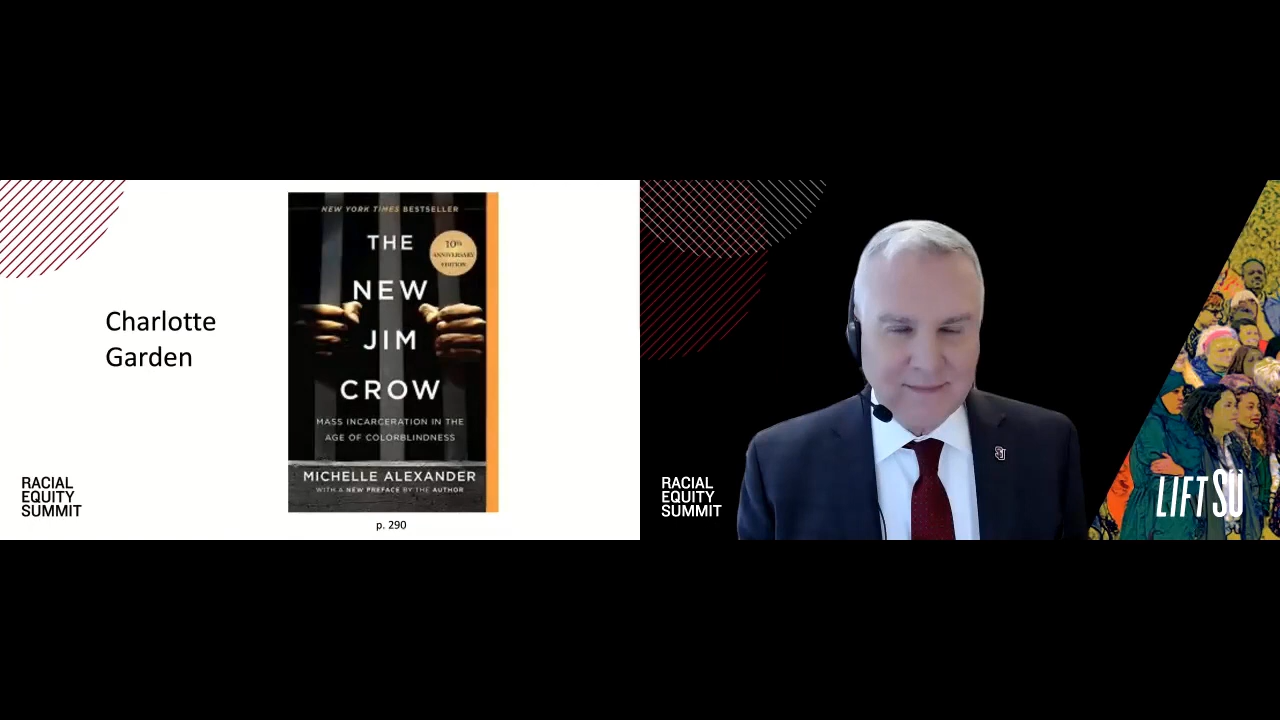 Charlotte
Garden
NEW YORK TIMES BESTSELLER
THE
10th
ANNIVERSARY
EDITION
NEW
JIM
CROW
MASS INCARCERATION IN THE
AGE OF COLORBLINDNESS
MICHELLE ALEXANDER
WITH A NEW PREFACE BY THE AUTHOR
p. 290
RACIAL
EQUITY
SUMMIT
RACIAL
EQUITY
SUMMIT
LIFT SU